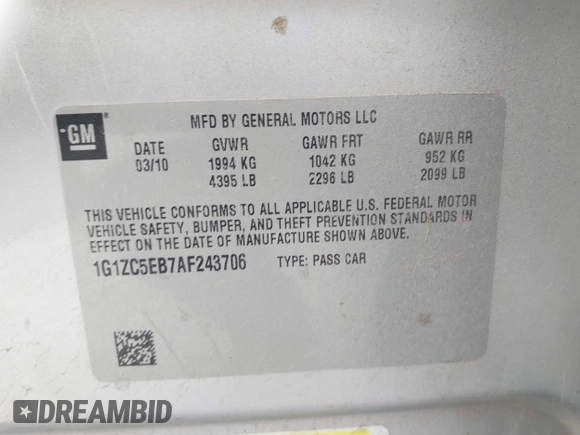 GM
MFD BY GENERAL MOTORS LLC
DATE GVWR GAWR FRT GAWR RR
03/10 1994 KG 1042 KG 952 KG
4395 LB 2296 LB 2099 LB
THIS VEHICLE CONFORMS TO ALL APPLICABLE U.S. FEDERAL MOTOR
VEHICLE SAFETY, BUMPER, AND THEFT PREVENTION STANDARDS IN
EFFECT ON THE DATE OF MANUFACTURE SHOWN ABOVE.
1G1ZC5EB7AF243706 TYPE: PASS CAR
DREAMBID